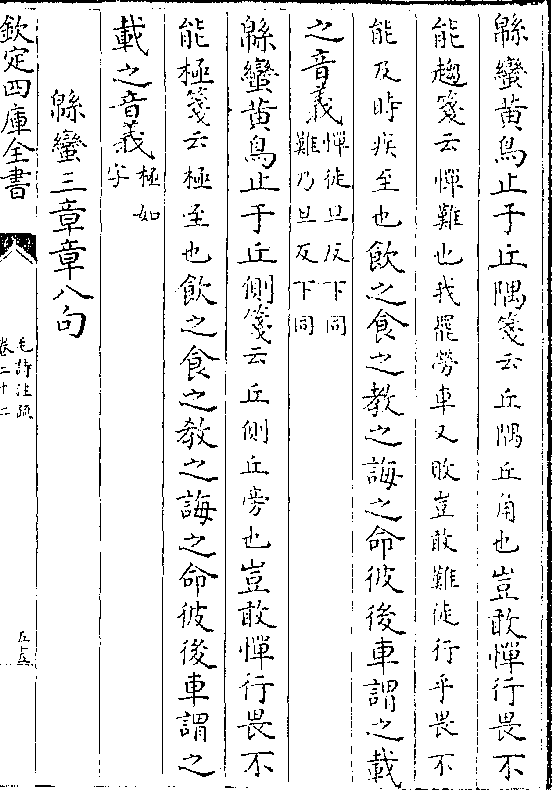 緜蠻黄鳥止于丘隅箋云丘隅丘角也豈敢憚行畏不
能趨箋云憚難也我罷勞車又敗豈敢難徒行乎畏不
能及時疾至也飲之食之教之誨之命彼後車謂之載
之音義憚徒旦反下同
難乃旦反下同
緜蠻黄鳥止于丘側箋云丘側丘旁也豈敢憚行畏不
能極箋云極至也飲之食之教之誨之命彼後車謂之
載之音義極如
字
緜蠻三章章八句
欽定四庫全書
毛詩注疏
卷二十二